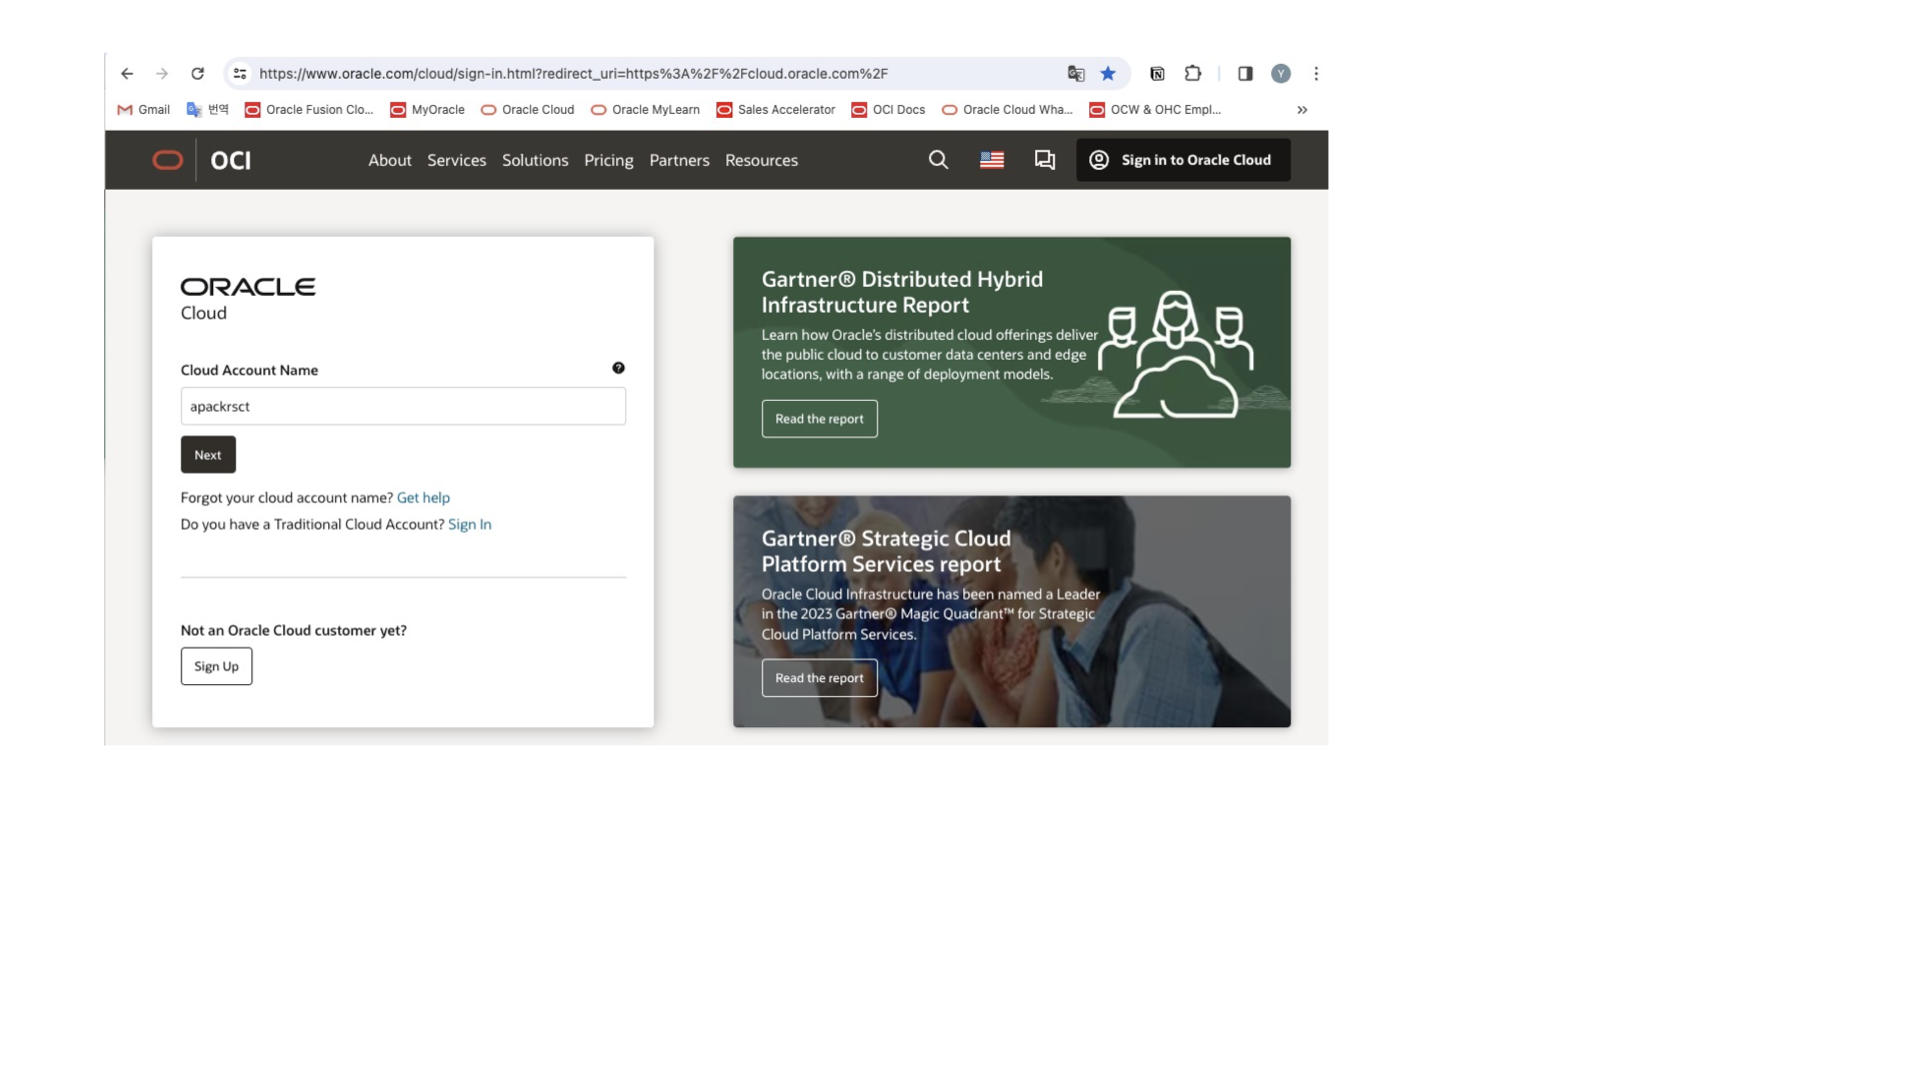 https://www.oracle.com/cloud/sign-in.html?redirect_uri=https%3A%2F%2Fcloud.oracle.com%2F
Y
Gmail 번역 Oracle Fusion Clo... MyOracle Oracle Cloud Oracle MyLearn Sales Accelerator OCI Docs Oracle Cloud Wha... OCW & OHC Empl... »
OCI About Services Solutions Pricing Partners Resources Sign in to Oracle Cloud
ORACLE
Cloud
Cloud Account Name
apackrsct
Next
Forgot your cloud account name? Get help
Do you have a Traditional Cloud Account? Sign In
Not an Oracle Cloud customer yet?
Sign Up
Gartner® Distributed Hybrid
Infrastructure Report
Learn how Oracle's distributed cloud offerings deliver
the public cloud to customer data centers and edge
locations, with a range of deployment models.
Read the report
Gartner® Strategic Cloud
Platform Services report
Oracle Cloud Infrastructure has been named a Leader
in the 2023 Gartner® Magic Quadrant™ for Strategic
Cloud Platform Services.
Read the report